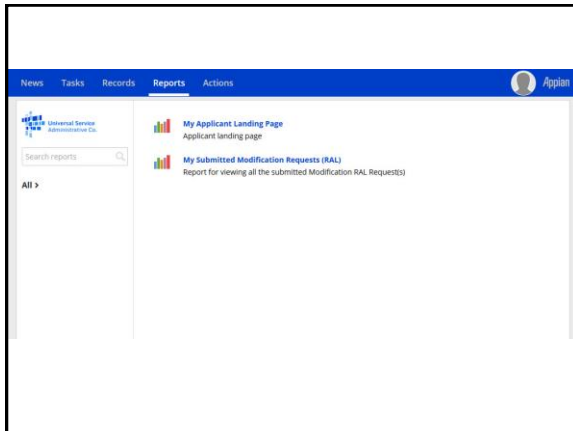 News Tasks Records Reports Actions Appian
Universal Service
Administrative Co.
Search reports
All >
My Applicant Landing Page
Applicant landing page
My Submitted Modification Requests (RAL)
Report for viewing all the submitted Modification RAL Request(s)